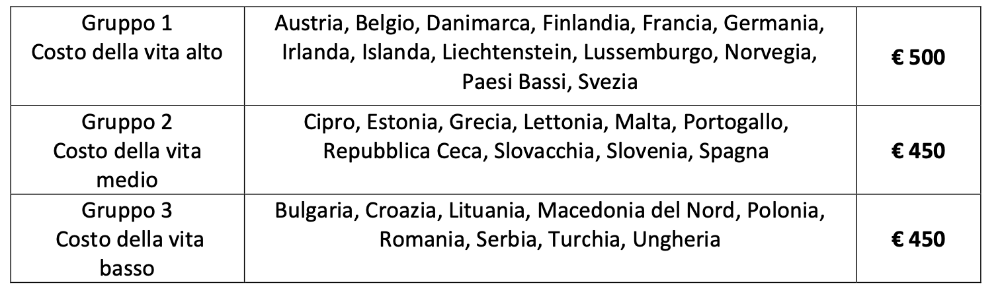 Gruppo 1
Costo della vita alto
Austria, Belgio, Danimarca, Finlandia, Francia, Germania,
Irlanda, Islanda, Liechtenstein, Lussemburgo, Norvegia,
Paesi Bassi, Svezia
€ 500
Gruppo 2
Costo della vita
medio
Cipro, Estonia, Grecia, Lettonia, Malta, Portogallo,
Repubblica Ceca, Slovacchia, Slovenia, Spagna
€ 450
Gruppo 3
Costo della vita
basso
Bulgaria, Croazia, Lituania, Macedonia del Nord, Polonia,
Romania, Serbia, Turchia, Ungheria
€ 450